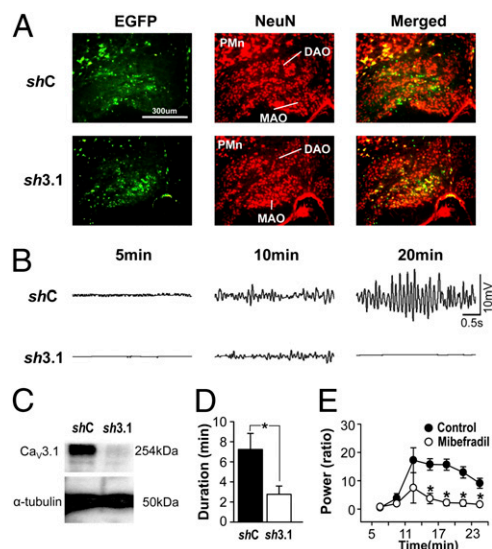 A
EGFP NeuN Merged
shC
300um
PMn DAO
MAO
sh3.1
PMn DAO
MAO
B
5min 10min 20min
shC
10mV
0.5s
sh3.1
C
shC sh3.1
CaV3.1 254kDa
α-tubulin 50kDa
D
Duration (min)
10
8
6
4
2
0
*
shC sh3.1
E
Power (ratio)
30
20
10
0
Control
Mibefradil
* * * *
5 11 17 23
Time(min)